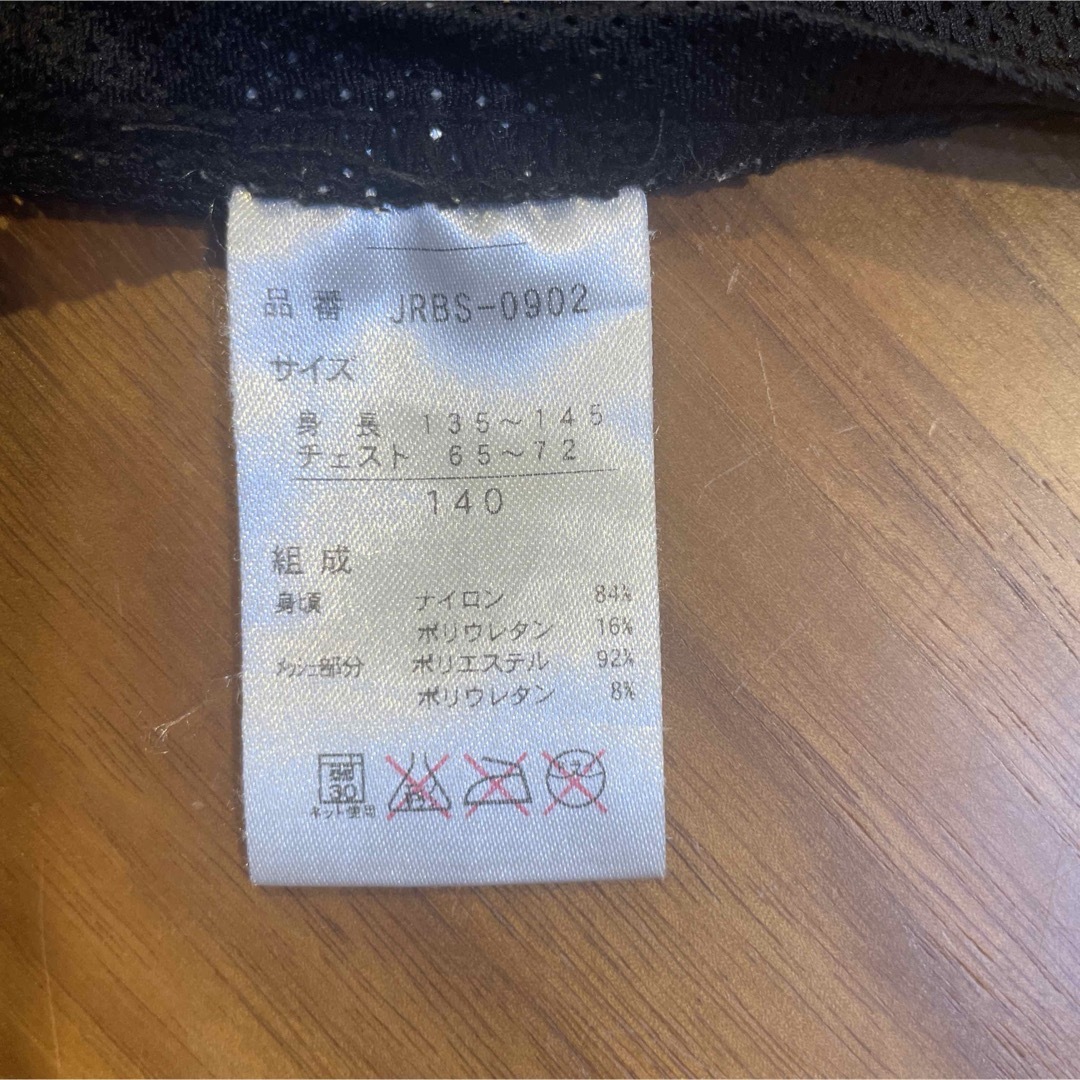 品番 JRBS-0902
サイズ
身長 135～145
チェスト 65～72
140
組成
身頃 ナイロン 84%
ポリウレタン 16%
メッシュ部分 ポリエステル 92%
ポリウレタン 8%
30
ネット使用